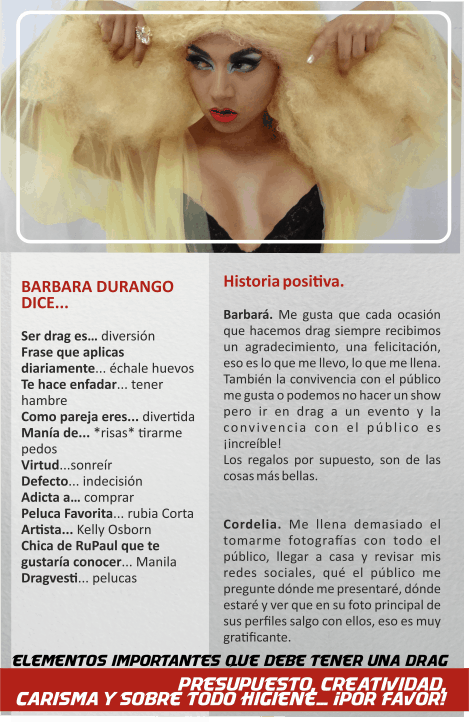 BARBARA DURANGO
DICE...
Ser drag es… diversión
Frase que aplicas
diariamente... échale huevos
Te hace enfadar... tener
hambre
Como pareja eres... divertida
Manía de... *risas* tirarme
pedos
Virtud...sonreír
Defecto... indecisión
Adicta a… comprar
Peluca Favorita... rubia Corta
Artista... Kelly Osborn
Chica de RuPaul que te
gustaría conocer... Manila
Dragvesti... pelucas
Historia positiva.
Barbará. Me gusta que cada ocasión
que hacemos drag siempre recibimos
un agradecimiento, una felicitación,
eso es lo que me llevo, lo que me llena.
También la convivencia con el público
me gusta o podemos no hacer un show
pero ir en drag a un evento y la
convivencia con el público es
¡increíble!
Los regalos por supuesto, son de las
cosas más bellas.
Cordelia. Me llena demasiado el
tomarme fotografías con todo el
público, llegar a casa y revisar mis
redes sociales, qué el público me
pregunte dónde me presentaré, dónde
estaré y ver que en su foto principal de
sus perfiles salgo con ellos, eso es muy
gratificante.
ELEMENTOS IMPORTANTES QUE DEBE TENER UNA DRAG
PRESUPUESTO, CREATIVIDAD,
CARISMA Y SOBRE TODO HIGIENE... ¡POR FAVOR!